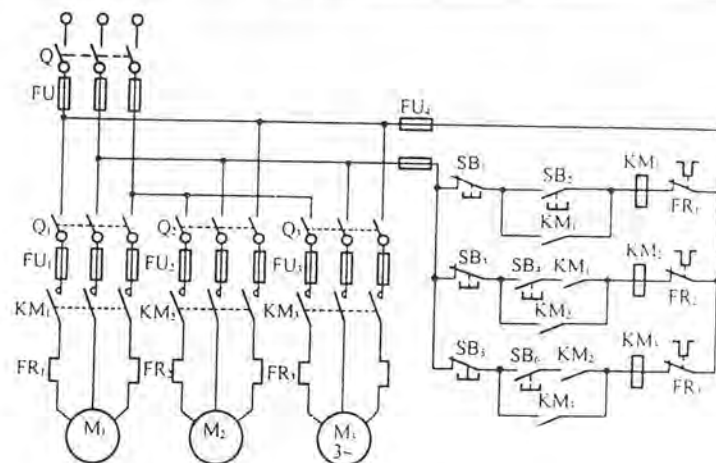 Q
FU
FU₄
SB₁
SB₂
KM₁
FR₁
KM₁
Q₁
Q₂
Q₃
FU₁
FU₂
FU₃
SB₃
SB₄
KM₁
KM₂
FR₂
KM₂
KM₁
KM₂
KM₃
SB₅
SB₆
KM₂
KM₃
FR₃
KM₃
FR₁
FR₂
FR₃
M₁
M₂
M₃
3~